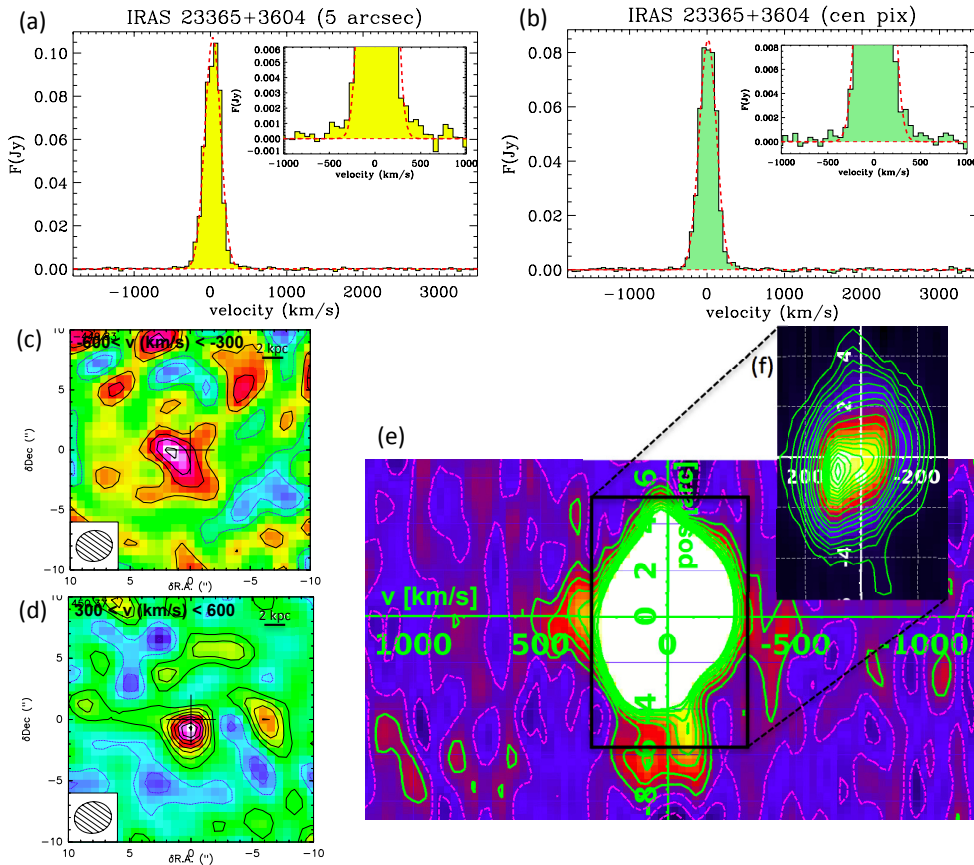 (a)
IRAS 23365+3604 (5 arcsec)
0.10
0.08
0.06
0.04
0.02
0.00
F(Jy)
-1000 0 1000 2000 3000
velocity (km/s)
0.006
0.005
0.004
0.003
0.002
0.001
0.000
-0.001
F(Jy)
-1000 -500 0 500 1000
velocity (km/s)
(b)
IRAS 23365+3604 (cen pix)
0.08
0.06
0.04
0.02
0.00
F(Jy)
-1000 0 1000 2000 3000
velocity (km/s)
0.008
0.006
0.004
0.002
0.000
F(Jy)
-1000 -500 0 500 1000
velocity (km/s)
(c)
-600< v (km/s) < -300
2 kpc
10
5
0
-5
-10
δDec (")
10 5 0 -5 -10
δR.A. (")
(d)
300 < v (km/s) < 600
2 kpc
10
5
0
-5
-10
δDec (")
10 5 0 -5 -10
δR.A. (")
(e)
v [km/s]
1000 500 0 -500 -1000
pos
6
4
2
0
4
-8
(f)
4
2
200 -200
-4